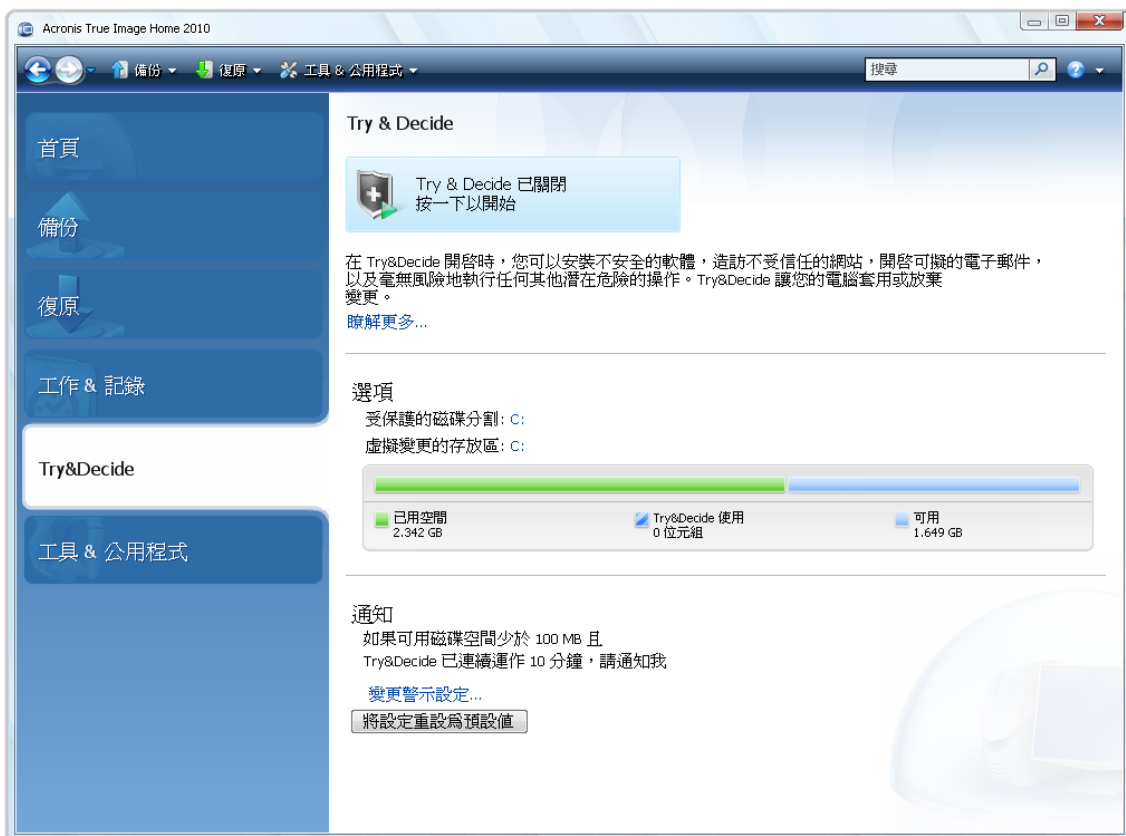 Acronis True Image Home 2010
備份
復原
工具 & 公用程式
搜尋
首頁
備份
復原
工作 & 記錄
Try&Decide
工具 & 公用程式
Try & Decide
Try & Decide 已關閉
按一下以開始
在 Try&Decide 開啓時，您可以安裝不安全的軟體，造訪不受信任的網站，開啓可擬的電子郵件，
以及毫無風險地執行任何其他潛在危險的操作。Try&Decide 讓您的電腦套用或放棄
變更。
瞭解更多...
選項
受保護的磁碟分割: C:
虛擬變更的存放區: C:
已用空間
2.342 GB
Try&Decide 使用
0 位元組
可用
1.649 GB
通知
如果可用磁碟空間少於 100 MB 且
Try&Decide 已連續運作 10 分鐘，請通知我
變更警示設定...
將設定重設爲預設值